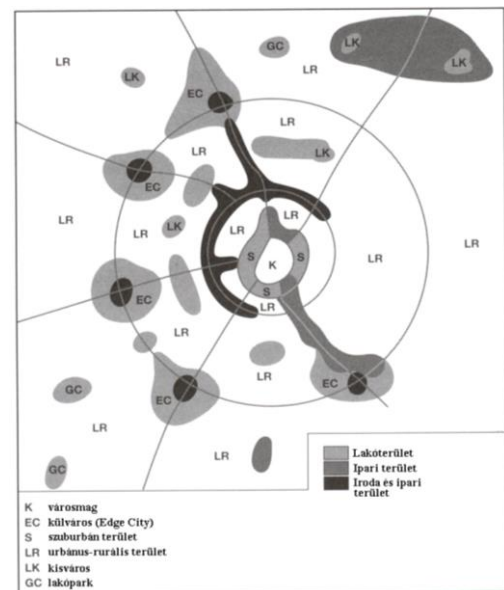 GC
LR
LK
LK
LR
LK
EC
LR
LR
LK
EC
LR
LR
LR
LK
LR
LR
LR
S
S
K
LR
S
EC
LR
LR
LR
EC
EC
GC
LR
LR
GC
Lakóterület
Ipari terület
Iroda és ipari
terület
K városmag
EC külváros (Edge City)
S szuburbán terület
LR urbánus-rurális terület
LK kisváros
GC lakópark